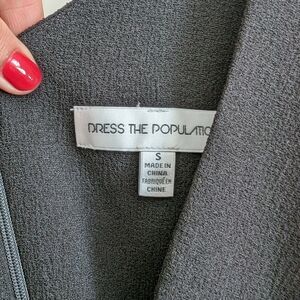 DRESS THE POPULATIO
S
MADE IN
CHINA
FABRIQUÉ EN
CHINE